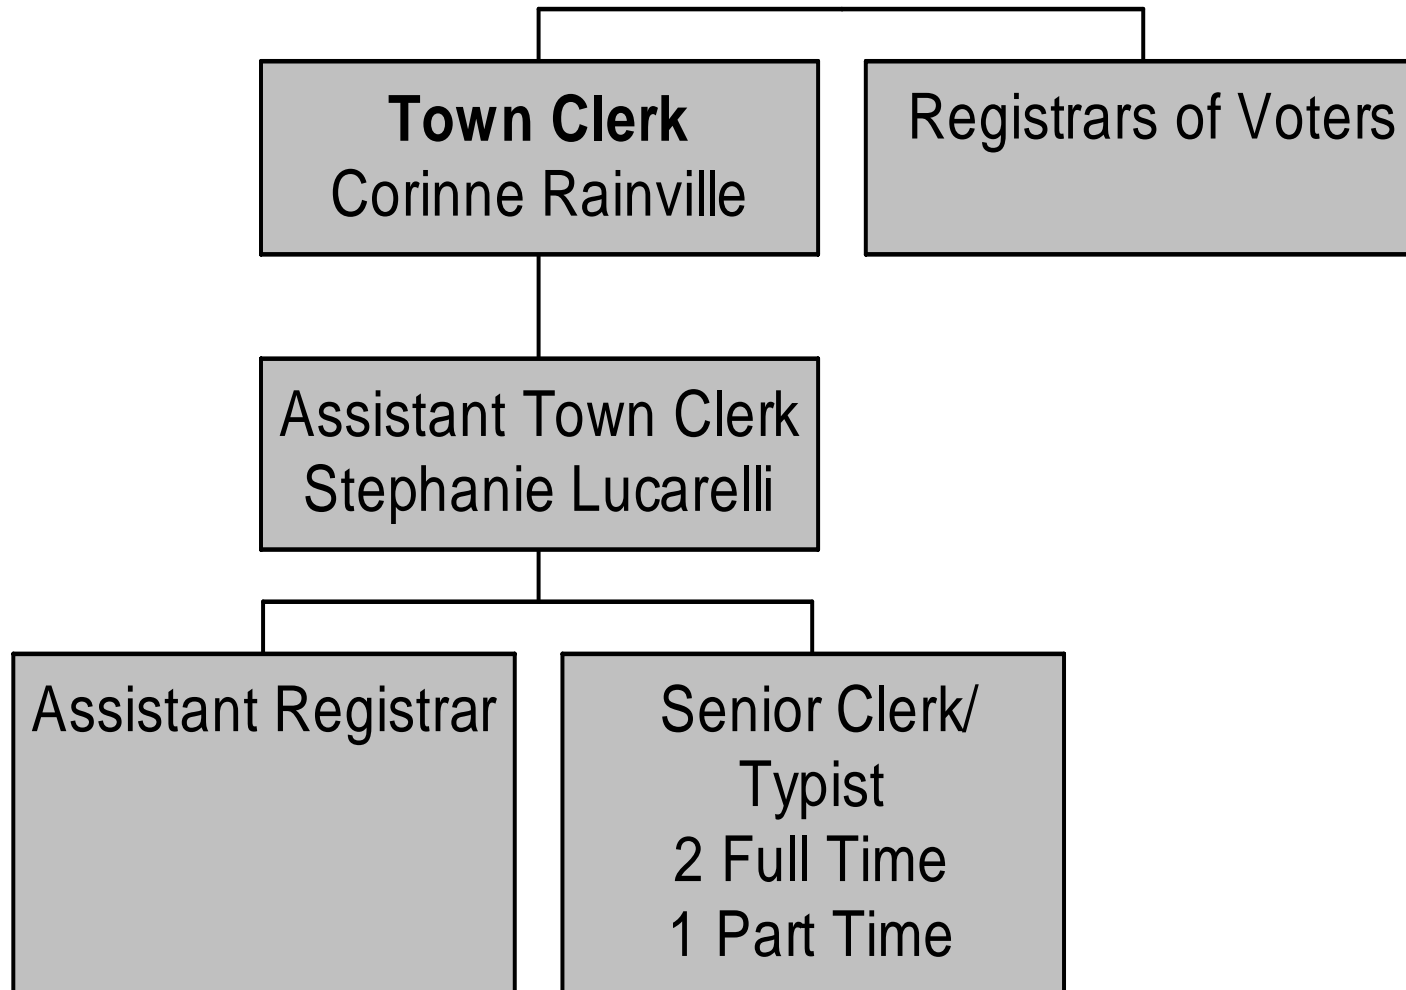 Town Clerk
Corinne Rainville
Registrars of Voters
Assistant Town Clerk
Stephanie Lucarelli
Assistant Registrar
Senior Clerk/
Typist
2 Full Time
1 Part Time